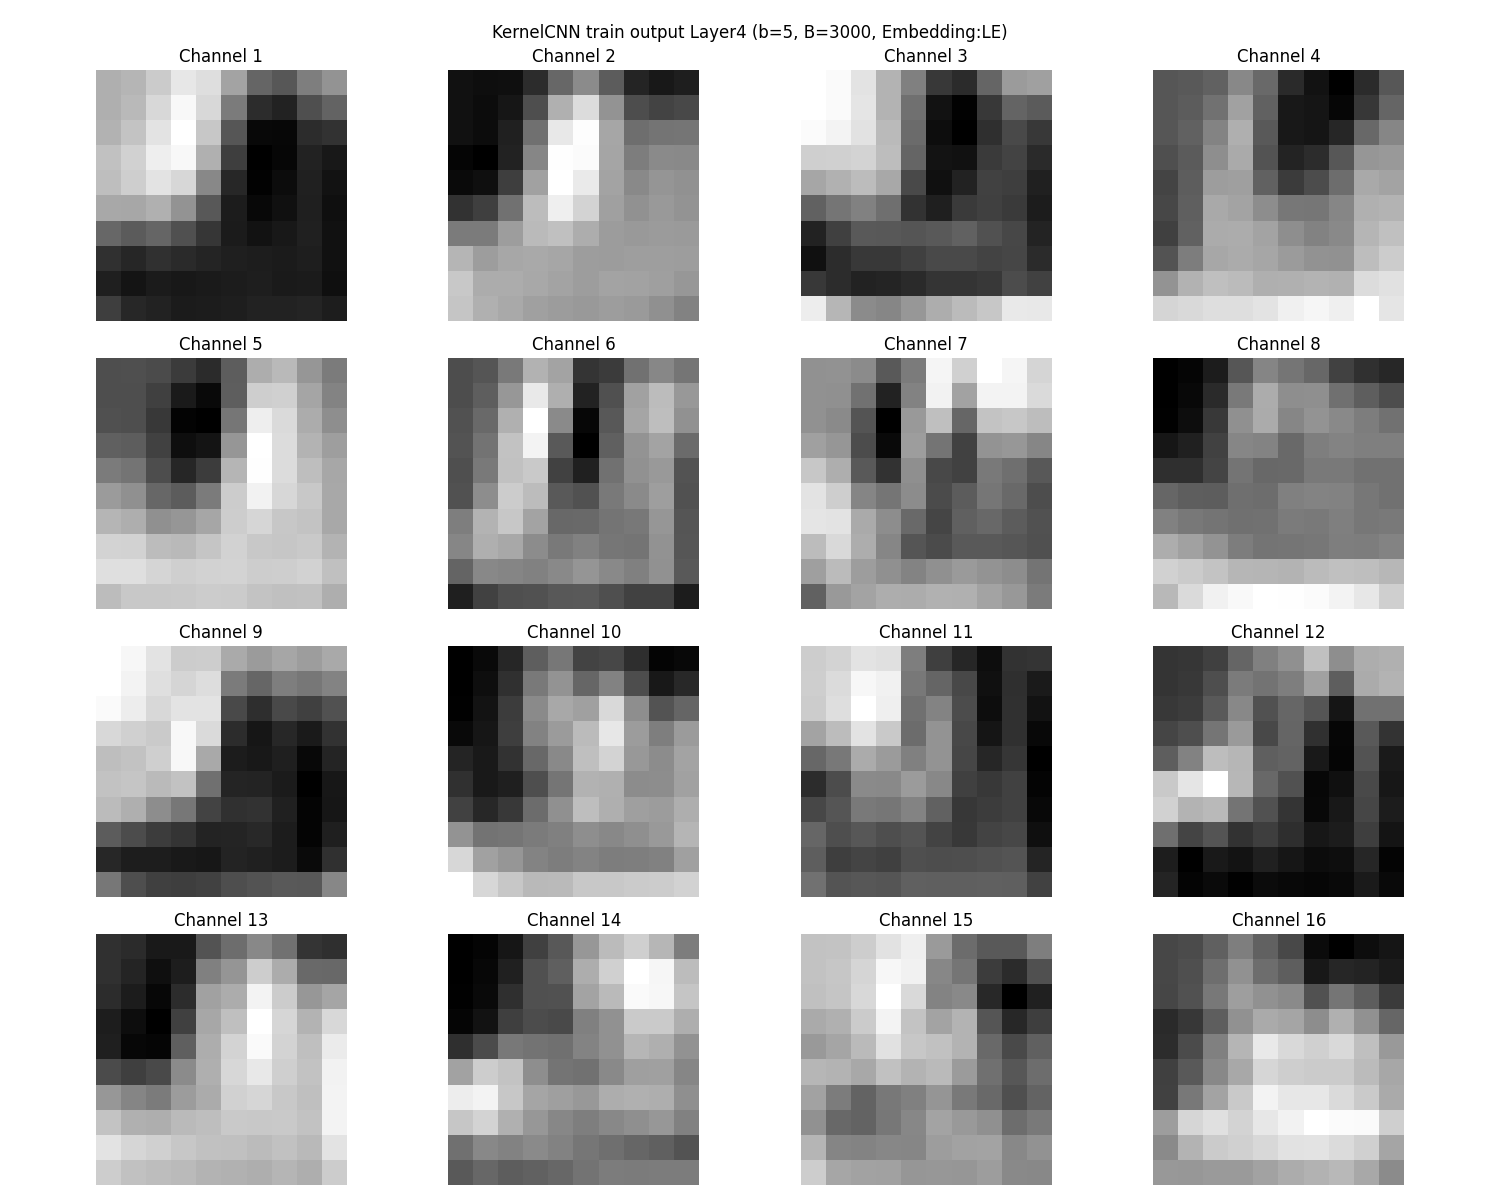 KernelCNN train output Layer4 (b=5, B=3000, Embedding:LE)
Channel 1
Channel 2
Channel 3
Channel 4
Channel 5
Channel 6
Channel 7
Channel 8
Channel 9
Channel 10
Channel 11
Channel 12
Channel 13
Channel 14
Channel 15
Channel 16